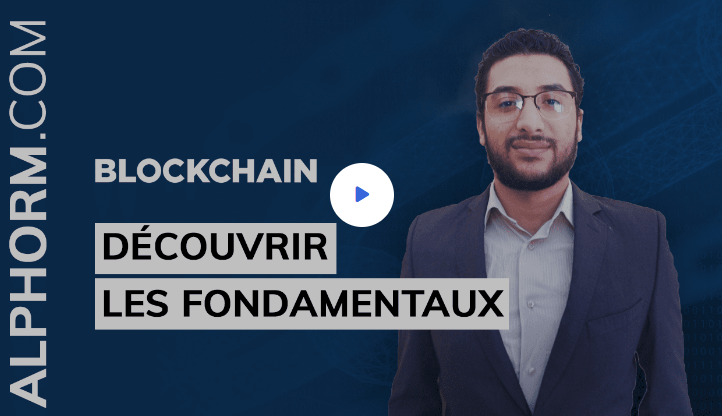 ALPHORM.COM
BLOCKCHAIN
DÉCOUVRIR
LES FONDAMENTAUX